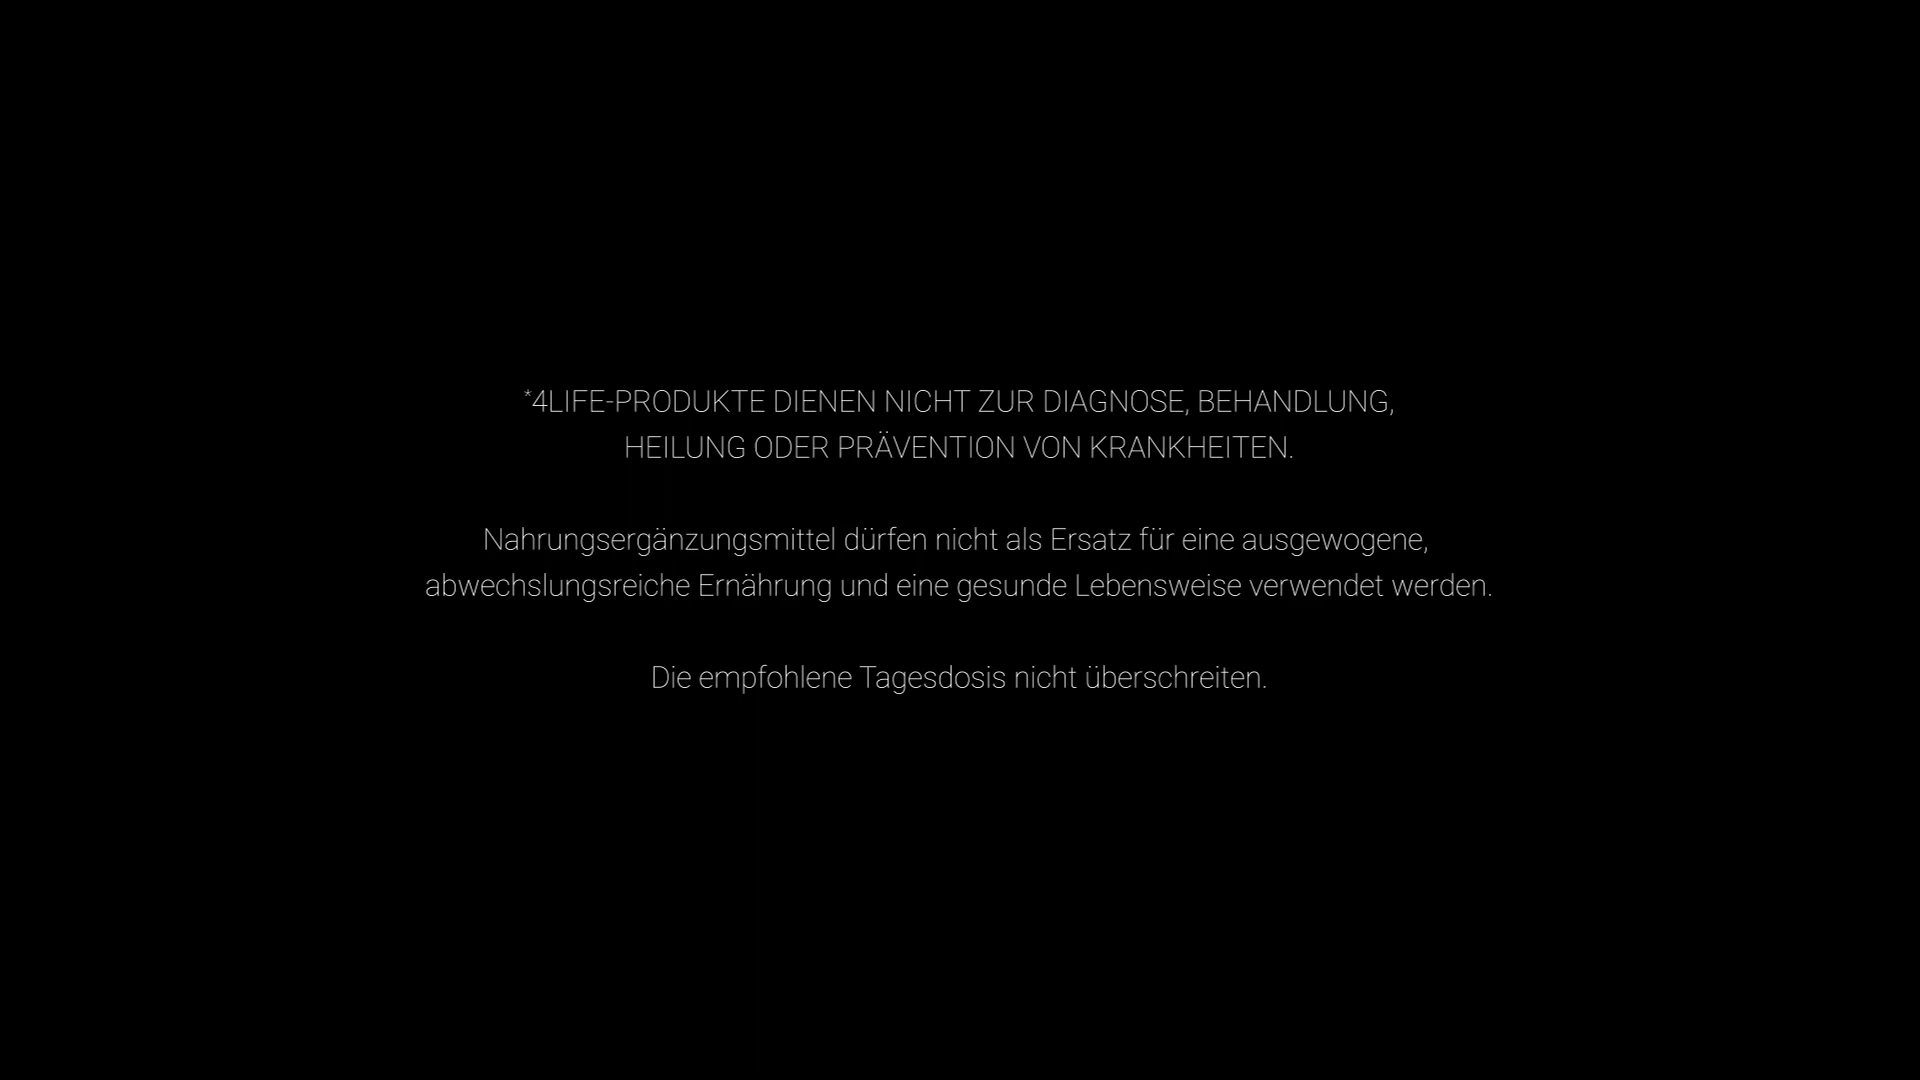 *4LIFE-PRODUKTE DIENEN NICHT ZUR DIAGNOSE, BEHANDLUNG,
HEILUNG ODER PRÄVENTION VON KRANKHEITEN.
Nahrungsergänzungsmittel dürfen nicht als Ersatz für eine ausgewogene,
abwechslungsreiche Ernährung und eine gesunde Lebensweise verwendet werden.
Die empfohlene Tagesdosis nicht überschreiten.